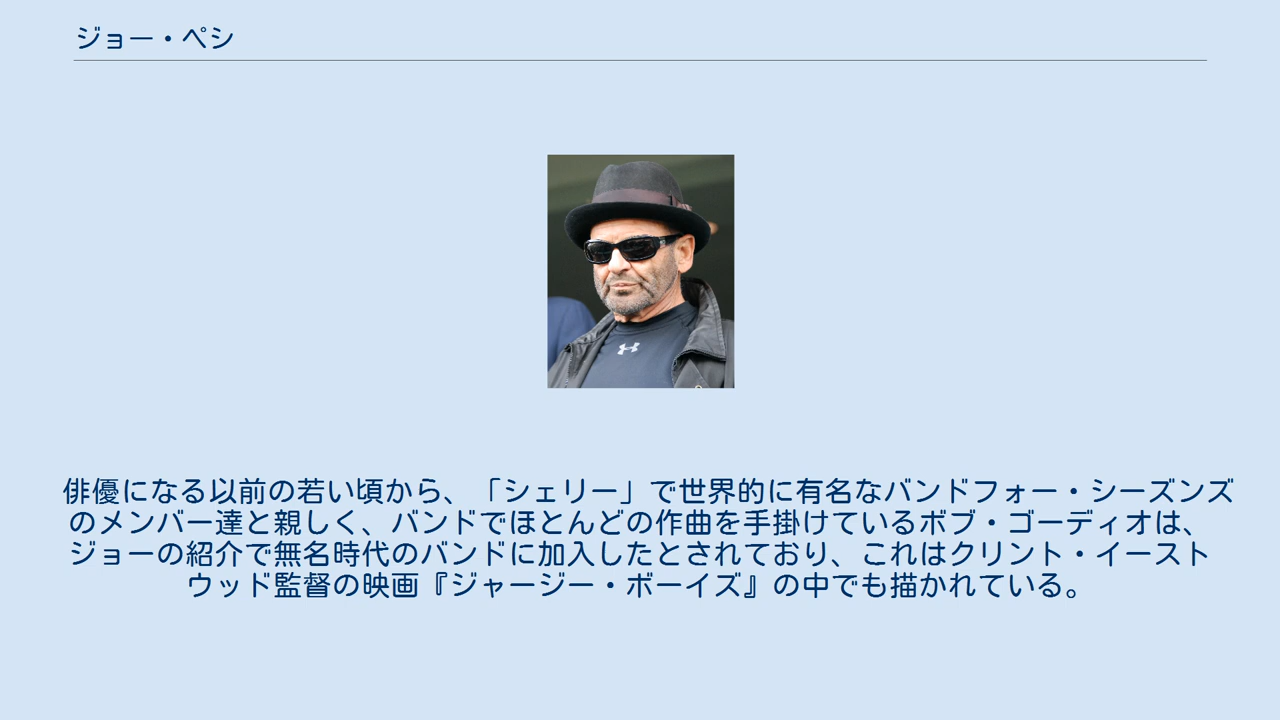 ジョー・ペシ
俳優になる以前の若い頃から、「シェリー」で世界的に有名なバンドフォー・シーズンズ
のメンバー達と親しく、バンドでほとんどの作曲を手掛けているボブ・ゴーディオは、
ジョーの紹介で無名時代のバンドに加入したとされており、これはクリント・イースト
ウッド監督の映画『ジャージー・ボーイズ』の中でも描かれている。